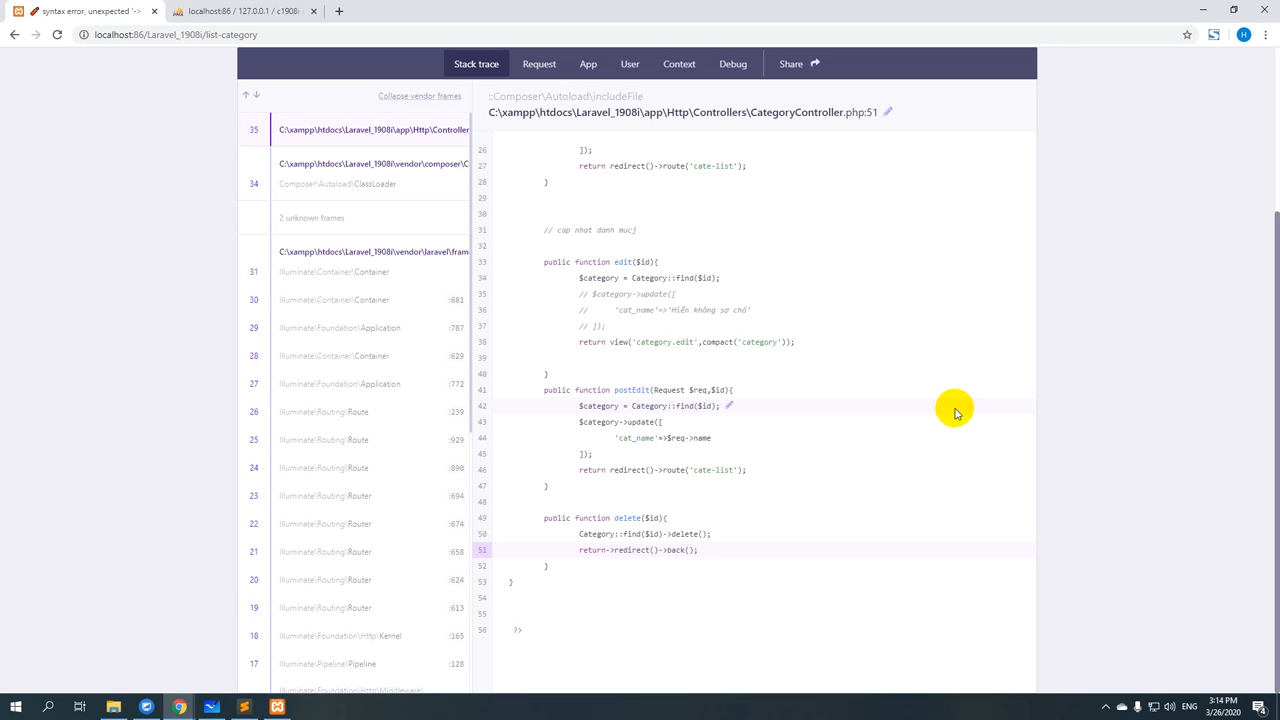 syntax error, unexpected '->
localhost:86 / 127.0.0.1 / c1908i
localhost:86/Laravel_1908i/list-category
H
Stack trace
Request
App
User
Context
Debug
Share
Collapse vendor frames
35
C:\xampp\htdocs\Laravel_1908i\app\Http\Controller
C:\xampp\htdocs\Laravel_1908i\vendor\composer\C
34
Composer\Autoload\ClassLoader
2 unknown frames
C:\xampp\htdocs\Laravel_1908i\vendor\laravel\fram
31 Illuminate\Container\Container
30 Illuminate\Container\Container :681
29 Illuminate\Foundation\Application :787
28 Illuminate\Container\Container :629
27 Illuminate\Foundation\Application :772
26 Illuminate\Routing\Route :239
25 Illuminate\Routing\Route :929
24 Illuminate\Routing\Route :890
23 Illuminate\Routing\Router :694
22 Illuminate\Routing\Router :674
21 Illuminate\Routing\Router :658
20 Illuminate\Routing\Router :624
19 Illuminate\Routing\Router :613
18 Illuminate\Foundation\Http\Kernel :165
17 Illuminate\Pipeline\Pipeline :128
Illuminate\Foundation\Http\Middleware\
::Composer\Autoload\includeFile
C:\xampp\htdocs\Laravel_1908i\app\Http\Controllers\CategoryController.php:51
26 ]);
27 return redirect()->route('cate-list');
28 }
29
30
31 // cap nhat danh mucj
32
33 public function edit($id){
34 $category = Category::find($id);
35 // $category->update([
36 // 'cat_name'=>'Hiển không sợ chó'
37 // ]);
38 return view('category.edit',compact('category'));
39
40 }
41 public function postEdit(Request $req,$id){
42 $category = Category::find($id);
43 $category->update([
44 'cat_name'=>$req->name
45 ]);
46 return redirect()->route('cate-list');
47 }
48
49 public function delete($id){
50 Category::find($id)->delete();
51 return->redirect()->back();
52 }
53 }
54
55
56 ?>
ENG
3:14 PM
3/26/2020
4